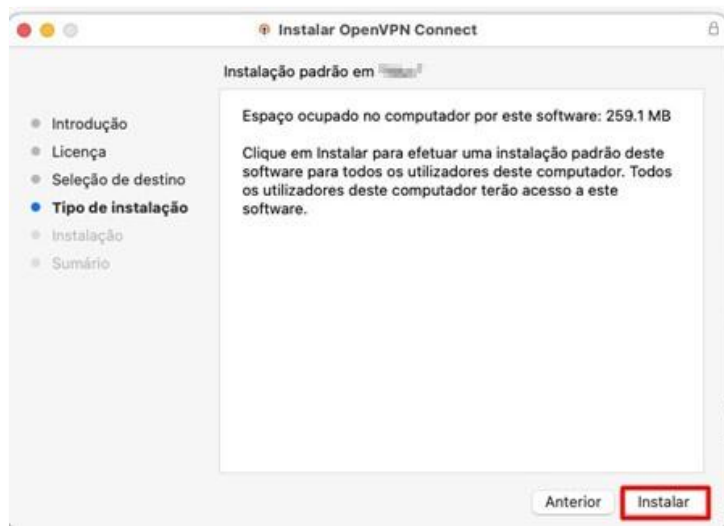 Instalar OpenVPN Connect
Instalação padrão em
Introdução
Licença
Seleção de destino
Tipo de instalação
Instalação
Sumário
Espaço ocupado no computador por este software: 259.1 MB
Clique em Instalar para efetuar uma instalação padrão deste
software para todos os utilizadores deste computador. Todos
os utilizadores deste computador terão acesso a este
software.
Anterior
Instalar